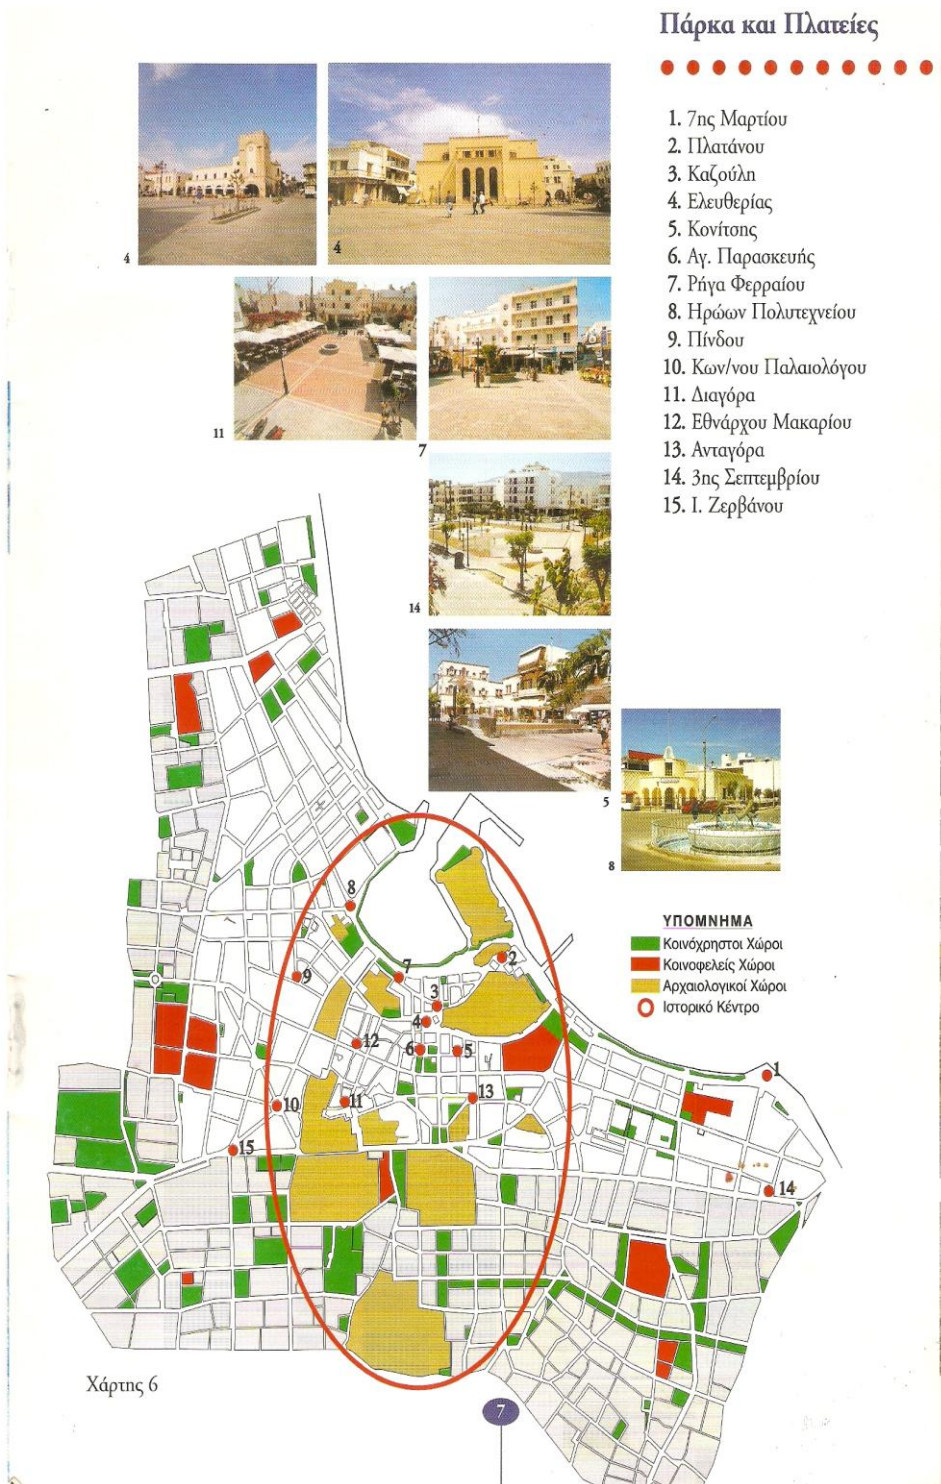 Πάρκα και Πλατείες
1. 7ης Μαρτίου
2. Πλατάνου
3. Καζούλη
4. Ελευθερίας
5. Κονίτσης
6. Αγ. Παρασκευής
7. Ρήγα Φερραίου
8. Ηρώων Πολυτεχνείου
9. Πίνδου
10. Κων/νου Παλαιολόγου
11. Διαγόρα
12. Εθνάρχου Μακαρίου
13. Ανταγόρα
14. 3ης Σεπτεμβρίου
15. Ι. Ζερβάνου
4
4
11
7
14
5
8
ΥΠΟΜΝΗΜΑ
Κοινόχρηστοι Χώροι
Κοινοφελείς Χώροι
Αρχαιολογικοί Χώροι
Ιστορικό Κέντρο
8
2
9
7
3
4
12
6
5
1
10
11
13
15
14
Χάρτης 6
7